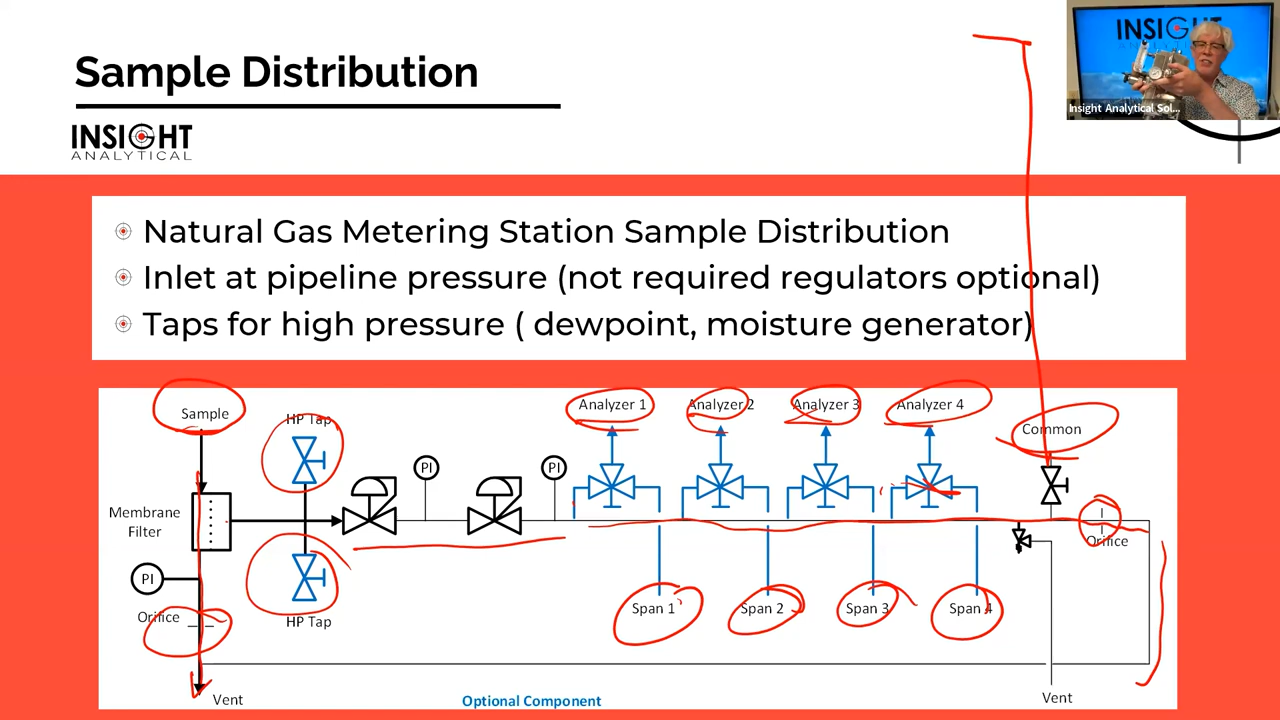 INSIGHT
Insight Analytical Sol...
Sample Distribution
INSIGHT
ANALYTICAL
Natural Gas Metering Station Sample Distribution
Inlet at pipeline pressure (not required regulators optional)
Taps for high pressure ( dewpoint, moisture generator)
Sample
HP Tap
Analyzer 1
Analyzer 2
Analyzer 3
Analyzer 4
Common
PI
PI
Membrane
Filter
Orifice
PI
Orifice
HP Tap
Span 1
Span 2
Span 3
Span 4
Vent
Optional Component
Vent